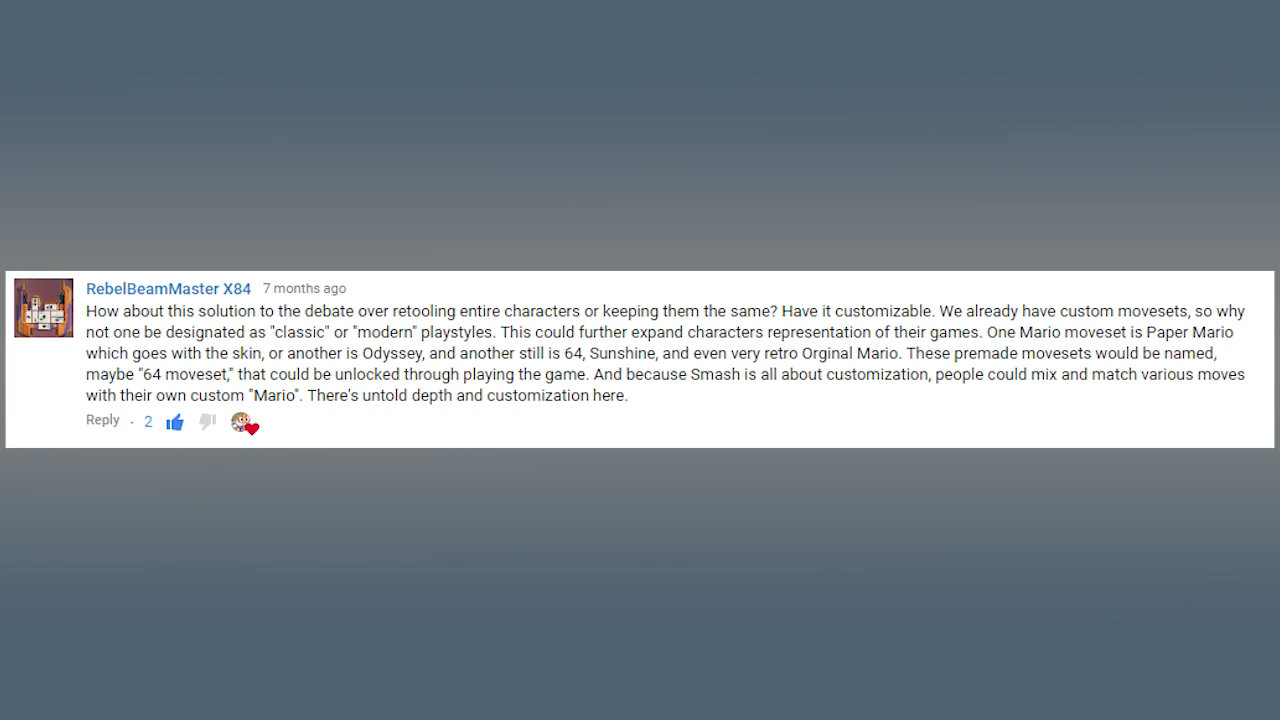 RebelBeamMaster X84 7 months ago
How about this solution to the debate over retooling entire characters or keeping them the same? Have it customizable. We already have custom movesets, so why
not one be designated as "classic" or "modern" playstyles. This could further expand characters representation of their games. One Mario moveset is Paper Mario
which goes with the skin, or another is Odyssey, and another still is 64, Sunshine, and even very retro Orginal Mario. These premade movesets would be named,
maybe "64 moveset," that could be unlocked through playing the game. And because Smash is all about customization, people could mix and match various moves
with their own custom "Mario". There's untold depth and customization here.
Reply · 2